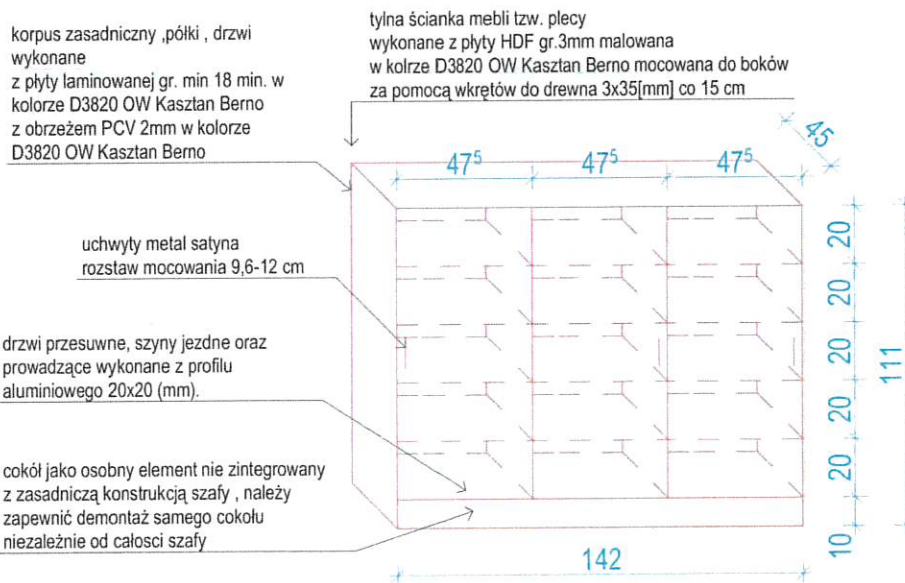 korpus zasadniczy ,półki , drzwi
wykonane
z płyty laminowanej gr. min 18 min. w
kolorze D3820 OW Kasztan Berno
z obrzeżem PCV 2mm w kolorze
D3820 OW Kasztan Berno
tylna ścianka mebli tzw. plecy
wykonane z płyty HDF gr.3mm malowana
w kolrze D3820 OW Kasztan Berno mocowana do boków
za pomocą wkrętów do drewna 3x35[mm] co 15 cm
uchwyty metal satyna
rozstaw mocowania 9,6-12 cm
drzwi przesuwne, szyny jezdne oraz
prowadzące wykonane z profilu
aluminiowego 20x20 (mm).
cokół jako osobny element nie zintegrowany
z zasadniczą konstrukcją szafy , należy
zapewnić demontaż samego cokołu
niezależnie od całosci szafy
45
47⁵ 47⁵ 47⁵
20
20
20
20
20
111
10
142